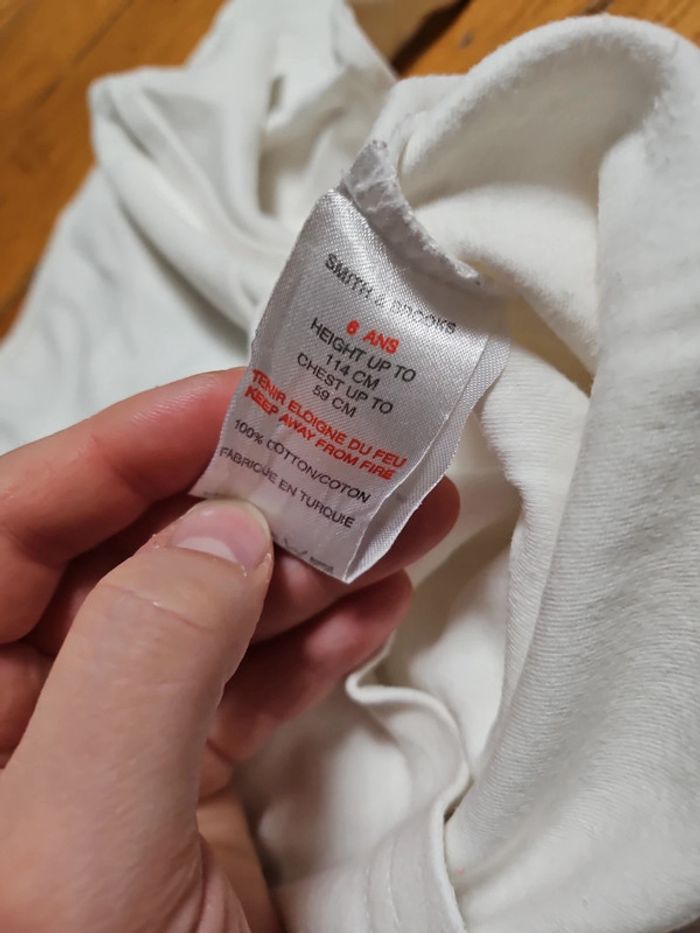 SMITH & BROOKS
6 ANS
HEIGHT UP TO
114 CM
CHEST UP TO
59 CM
TENIR ELOIGNE DU FEU
KEEP AWAY FROM FIRE
100% COTTON/COTON
FABRIQUE EN TURQUIE